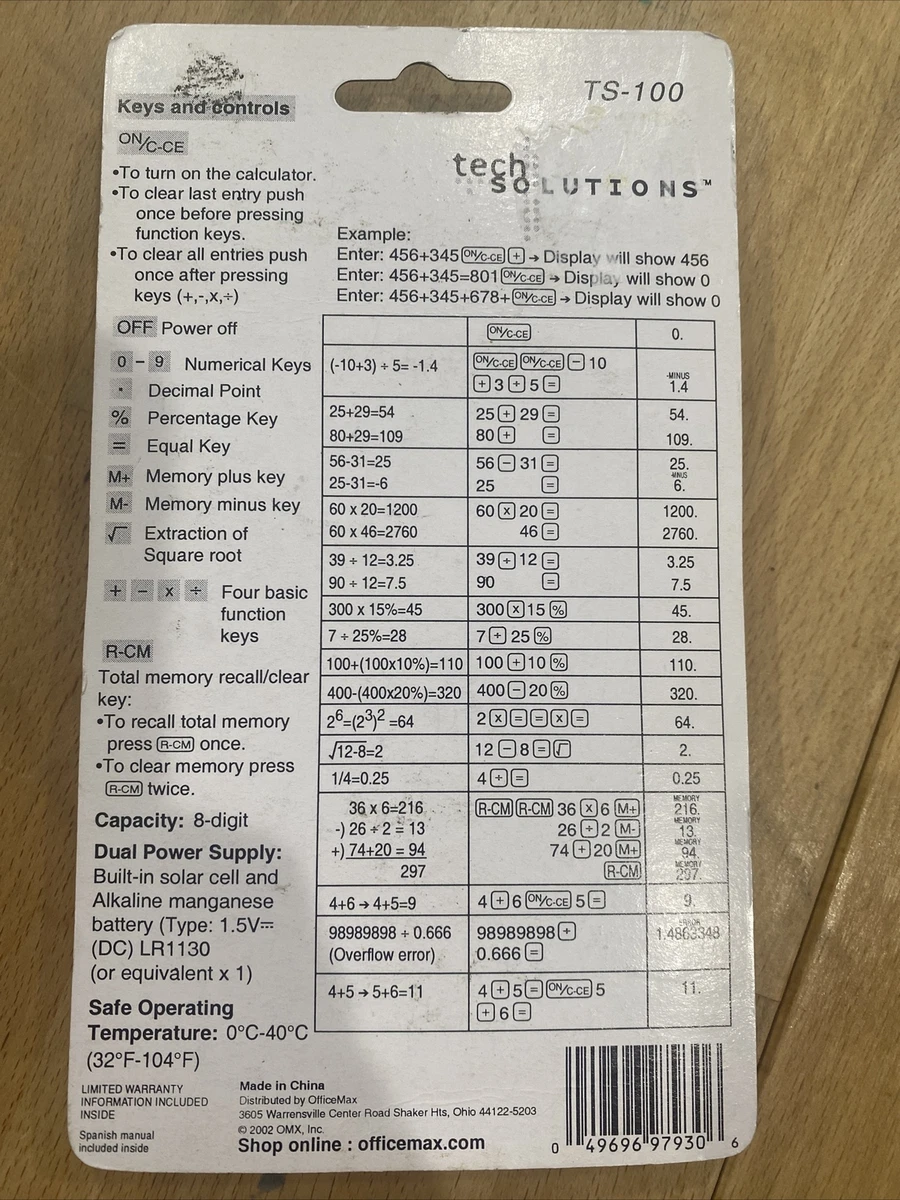 TS-100
Keys and controls
ON/C-CE
tech
SOLUTIONS™
•To turn on the calculator.
•To clear last entry push
once before pressing
function keys.
•To clear all entries push
once after pressing
keys (+,-,x,÷)
Example:
Enter: 456+345 ON/C-CE + → Display will show 456
Enter: 456+345=801 ON/C-CE → Display will show 0
Enter: 456+345+678+ ON/C-CE → Display will show 0
OFF Power off
0 - 9 Numerical Keys
· Decimal Point
% Percentage Key
= Equal Key
M+ Memory plus key
M- Memory minus key
√ Extraction of
Square root
+ - x ÷ Four basic
function
keys
R-CM
Total memory recall/clear
key:
•To recall total memory
press R-CM once.
•To clear memory press
R-CM twice.
Capacity: 8-digit
Dual Power Supply:
Built-in solar cell and
Alkaline manganese
battery (Type: 1.5V⎓
(DC) LR1130
(or equivalent x 1)
Safe Operating
Temperature: 0°C-40°C
(32°F-104°F)
ON/C-CE 0.
(-10+3) ÷ 5= -1.4 ON/C-CE ON/C-CE - 10
+ 3 ÷ 5 = -MINUS 1.4
25+29=54 25 + 29 = 54.
80+29=109 80 + = 109.
56-31=25 56 - 31 = 25.
25-31=-6 25 = -MINUS 6.
60 x 20=1200 60 x 20 = 1200.
60 x 46=2760 46 = 2760.
39 ÷ 12=3.25 39 ÷ 12 = 3.25
90 ÷ 12=7.5 90 = 7.5
300 x 15%=45 300 x 15 % 45.
7 ÷ 25%=28 7 ÷ 25 % 28.
100+(100x10%)=110 100 + 10 % 110.
400-(400x20%)=320 400 - 20 % 320.
2⁶=(2³)² =64 2 x = = x = 64.
√12-8=2 12 - 8 = √ 2.
1/4=0.25 4 ÷ = 0.25
36 x 6=216 R-CM R-CM 36 x 6 M+ MEMORY 216.
-) 26 ÷ 2 = 13 26 ÷ 2 M- MEMORY 13.
+) 74+20 = 94 74 + 20 M+ MEMORY 94.
297 R-CM MEMORY 297.
4+6 → 4+5=9 4 + 6 ON/C-CE 5 = 9.
98989898 ÷ 0.666 98989898 ÷ -ERROR- 1.4863348
(Overflow error) 0.666 =
4+5 → 5+6=11 4 + 5 = ON/C-CE 5 11.
+ 6 =
LIMITED WARRANTY
INFORMATION INCLUDED
INSIDE
Spanish manual
included inside
Made in China
Distributed by OfficeMax
3605 Warrensville Center Road Shaker Hts, Ohio 44122-5203
© 2002 OMX, Inc.
Shop online : officemax.com
0 49696 97930 6